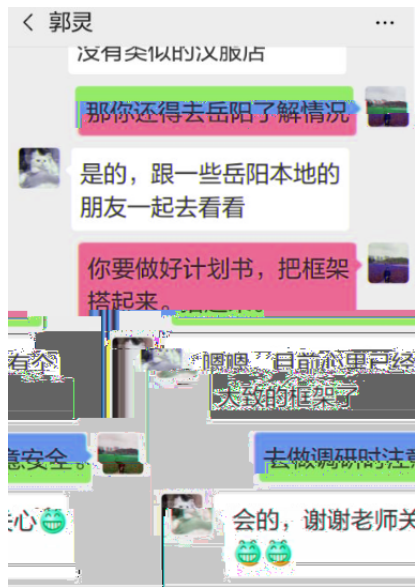 郭灵
没有类似的汉服店
那你还得去岳阳了解情况
是的，跟一些岳阳本地的
朋友一起去看看
你要做好计划书，把框架
搭起来。
嗯嗯，目前心里已经
有个
大致的框架了
去做调研时注
意安全。
会的，谢谢老师关
心